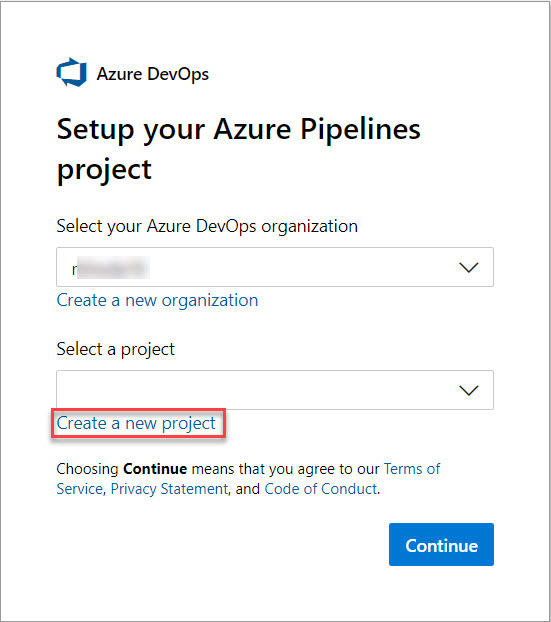 Azure DevOps
Setup your Azure Pipelines
project
Select your Azure DevOps organization
Create a new organization
Select a project
Create a new project
Choosing Continue means that you agree to our Terms of
Service, Privacy Statement, and Code of Conduct.
Continue